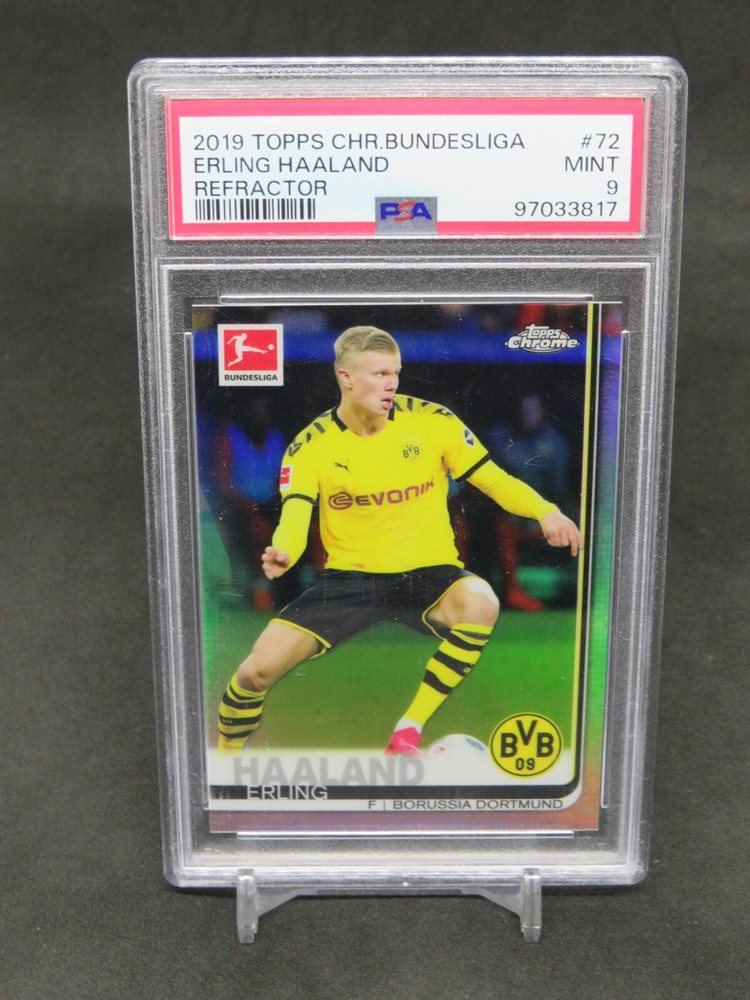 2019 TOPPS CHR.BUNDESLIGA #72
ERLING HAALAND MINT
REFRACTOR 9
PSA 97033817
BUNDESLIGA
Topps
Chrome
BVB
EVONIK
BVB
09
HAALAND
ERLING
F | BORUSSIA DORTMUND